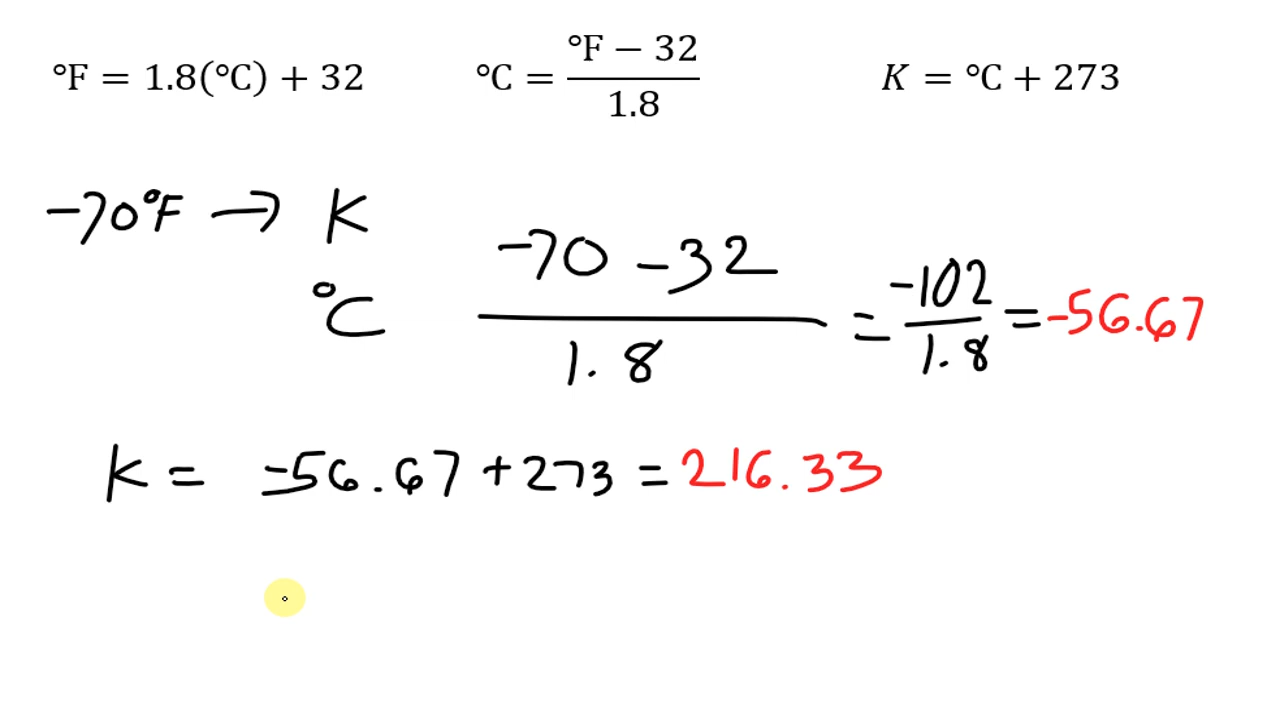 °F = 1.8(°C) + 32    °C = (°F − 32)/1.8    K = °C + 273
-70°F → K
°C    (-70 - 32)/1.8 = -102/1.8 = -56.67
K = -56.67 + 273 = 216.33